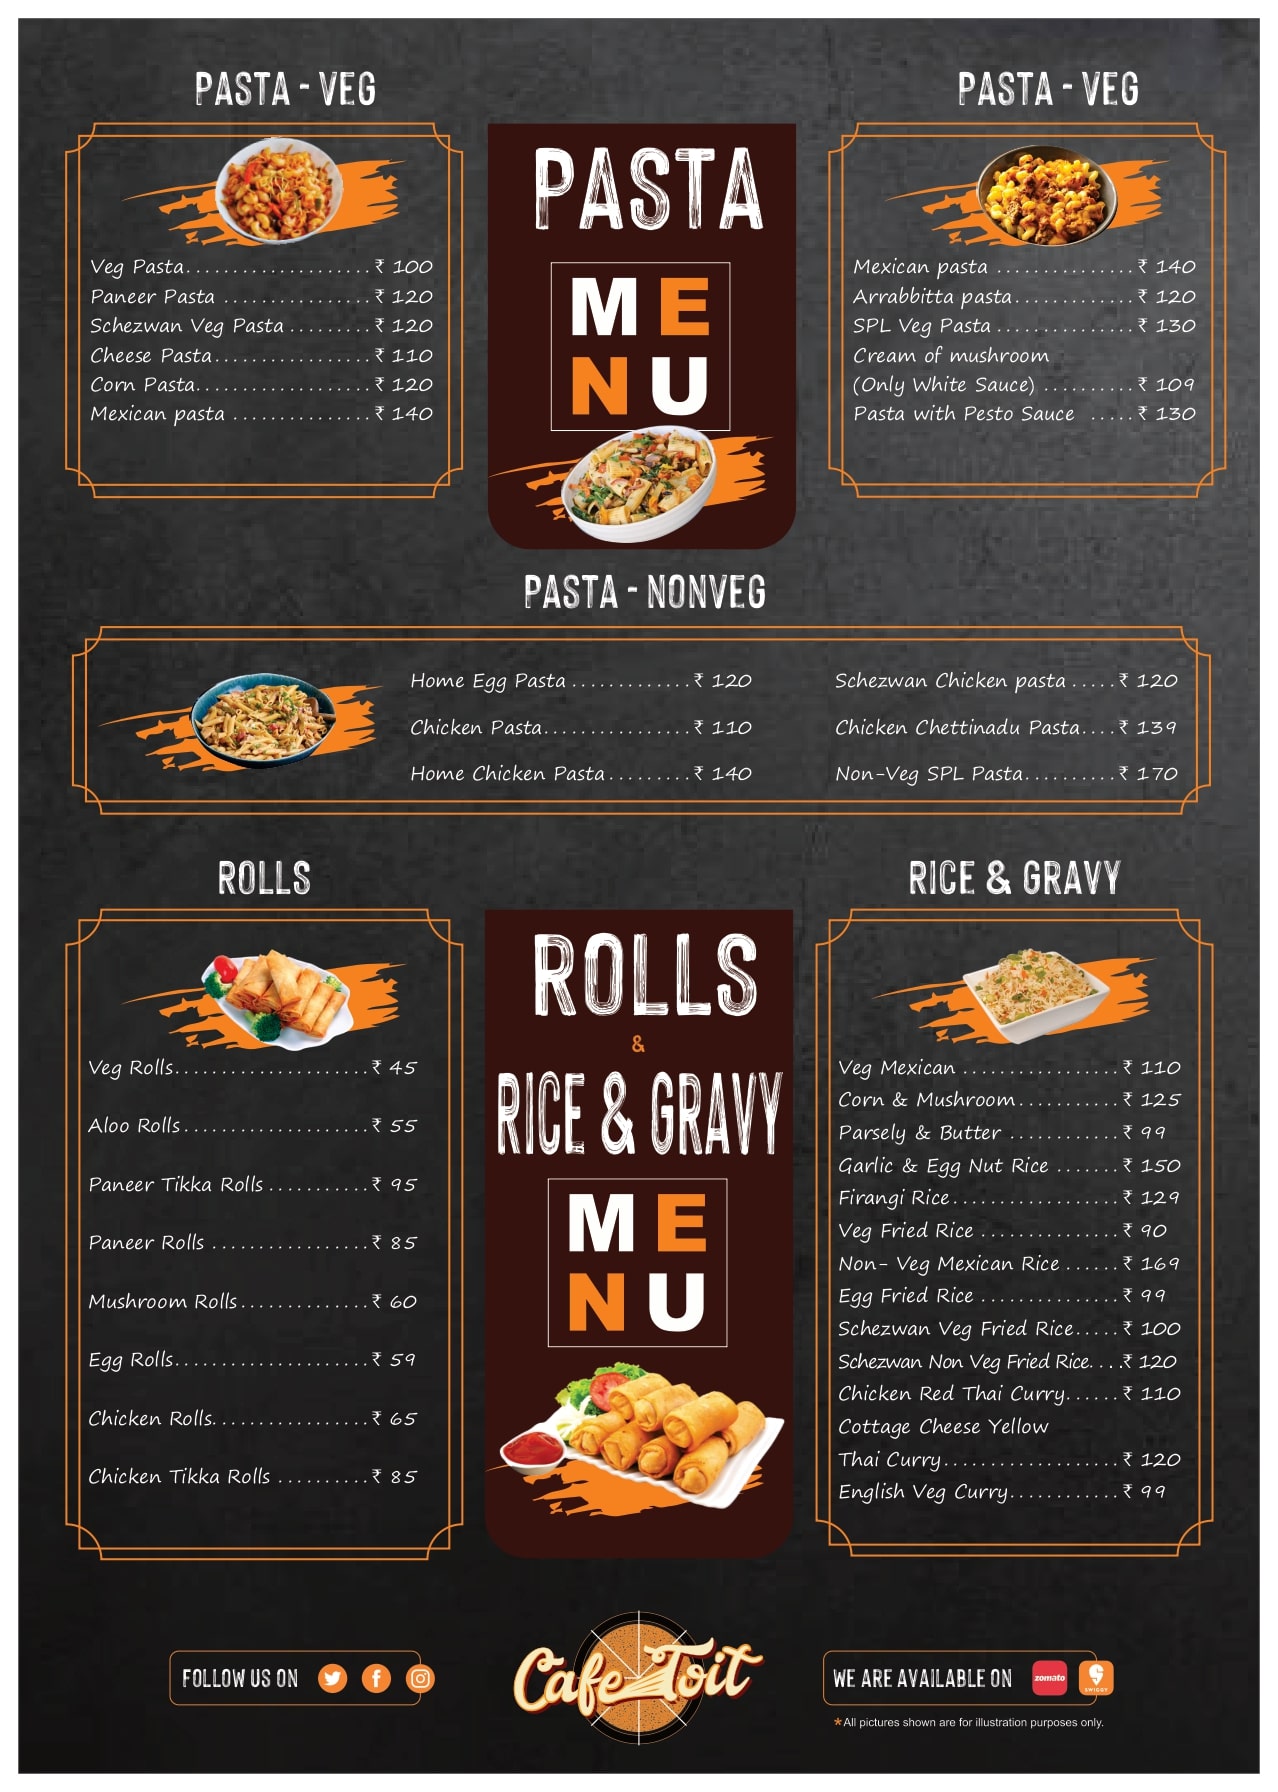 PASTA - VEG
Veg Pasta...................₹ 100
Paneer Pasta ................₹ 120
Schezwan Veg Pasta .........₹ 120
Cheese Pasta.................₹ 110
Corn Pasta...................₹ 120
Mexican pasta ...............₹ 140
PASTA
ME
NU
PASTA - VEG
Mexican pasta ...............₹ 140
Arrabbitta pasta.............₹ 120
SPL Veg Pasta ...............₹ 130
Cream of mushroom
(Only White Sauce) ..........₹ 109
Pasta with Pesto Sauce .....₹ 130
PASTA - NONVEG
Home Egg Pasta .............₹ 120
Chicken Pasta................₹ 110
Home Chicken Pasta.........₹ 140
Schezwan Chicken pasta .....₹ 120
Chicken Chettinadu Pasta....₹ 139
Non-Veg SPL Pasta..........₹ 170
ROLLS
Veg Rolls.....................₹ 45
Aloo Rolls....................₹ 55
Paneer Tikka Rolls ...........₹ 95
Paneer Rolls .................₹ 85
Mushroom Rolls..............₹ 60
Egg Rolls.....................₹ 59
Chicken Rolls.................₹ 65
Chicken Tikka Rolls ..........₹ 85
ROLLS
&
RICE & GRAVY
ME
NU
RICE & GRAVY
Veg Mexican .................₹ 110
Corn & Mushroom...........₹ 125
Parsely & Butter ............₹ 99
Garlic & Egg Nut Rice .......₹ 150
Firangi Rice..................₹ 129
Veg Fried Rice ...............₹ 90
Non- Veg Mexican Rice ......₹ 169
Egg Fried Rice ...............₹ 99
Schezwan Veg Fried Rice.....₹ 100
Schezwan Non Veg Fried Rice....₹ 120
Chicken Red Thai Curry......₹ 110
Cottage Cheese Yellow
Thai Curry...................₹ 120
English Veg Curry............₹ 99
FOLLOW US ON
Cafe Toit
WE ARE AVAILABLE ON
zomato
SWIGGY
*All pictures shown are for illustration purposes only.